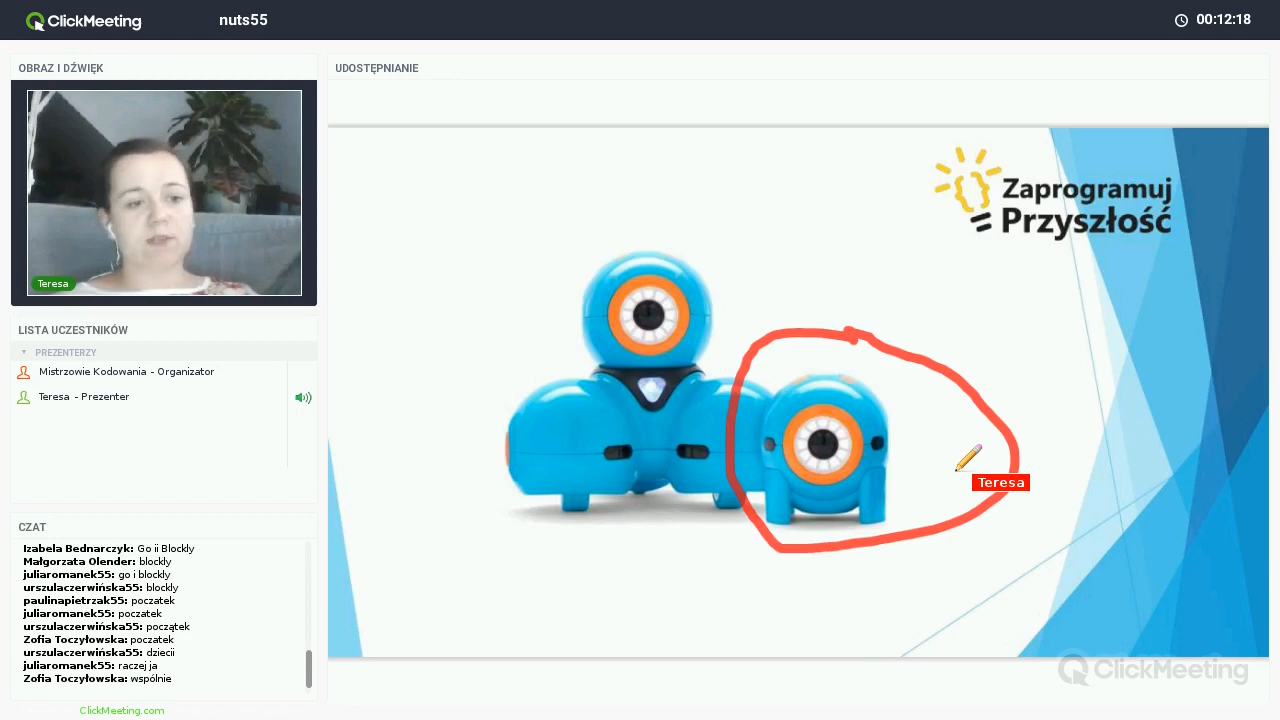 ClickMeeting
nuts55
00:12:18
OBRAZ I DŹWIĘK
UDOSTĘPNIANIE
Teresa
Zaprogramuj
Przyszłość
LISTA UCZESTNIKÓW
PREZENTERZY
Mistrzowie Kodowania - Organizator
Teresa - Prezenter
Teresa
CZAT
Izabela Bednarczyk: Go ii Blockly
Małgorzata Olender: blockly
juliaromanek55: go i blockly
urszulaczerwińska55: blockly
paulinapietrzak55: poczatek
juliaromanek55: poczatek
urszulaczerwińska55: początek
Zofia Toczyłowska: poczatek
urszulaczerwińska55: dziecii
juliaromanek55: raczej ja
Zofia Toczyłowska: wspólnie
ClickMeeting
ClickMeeting.com